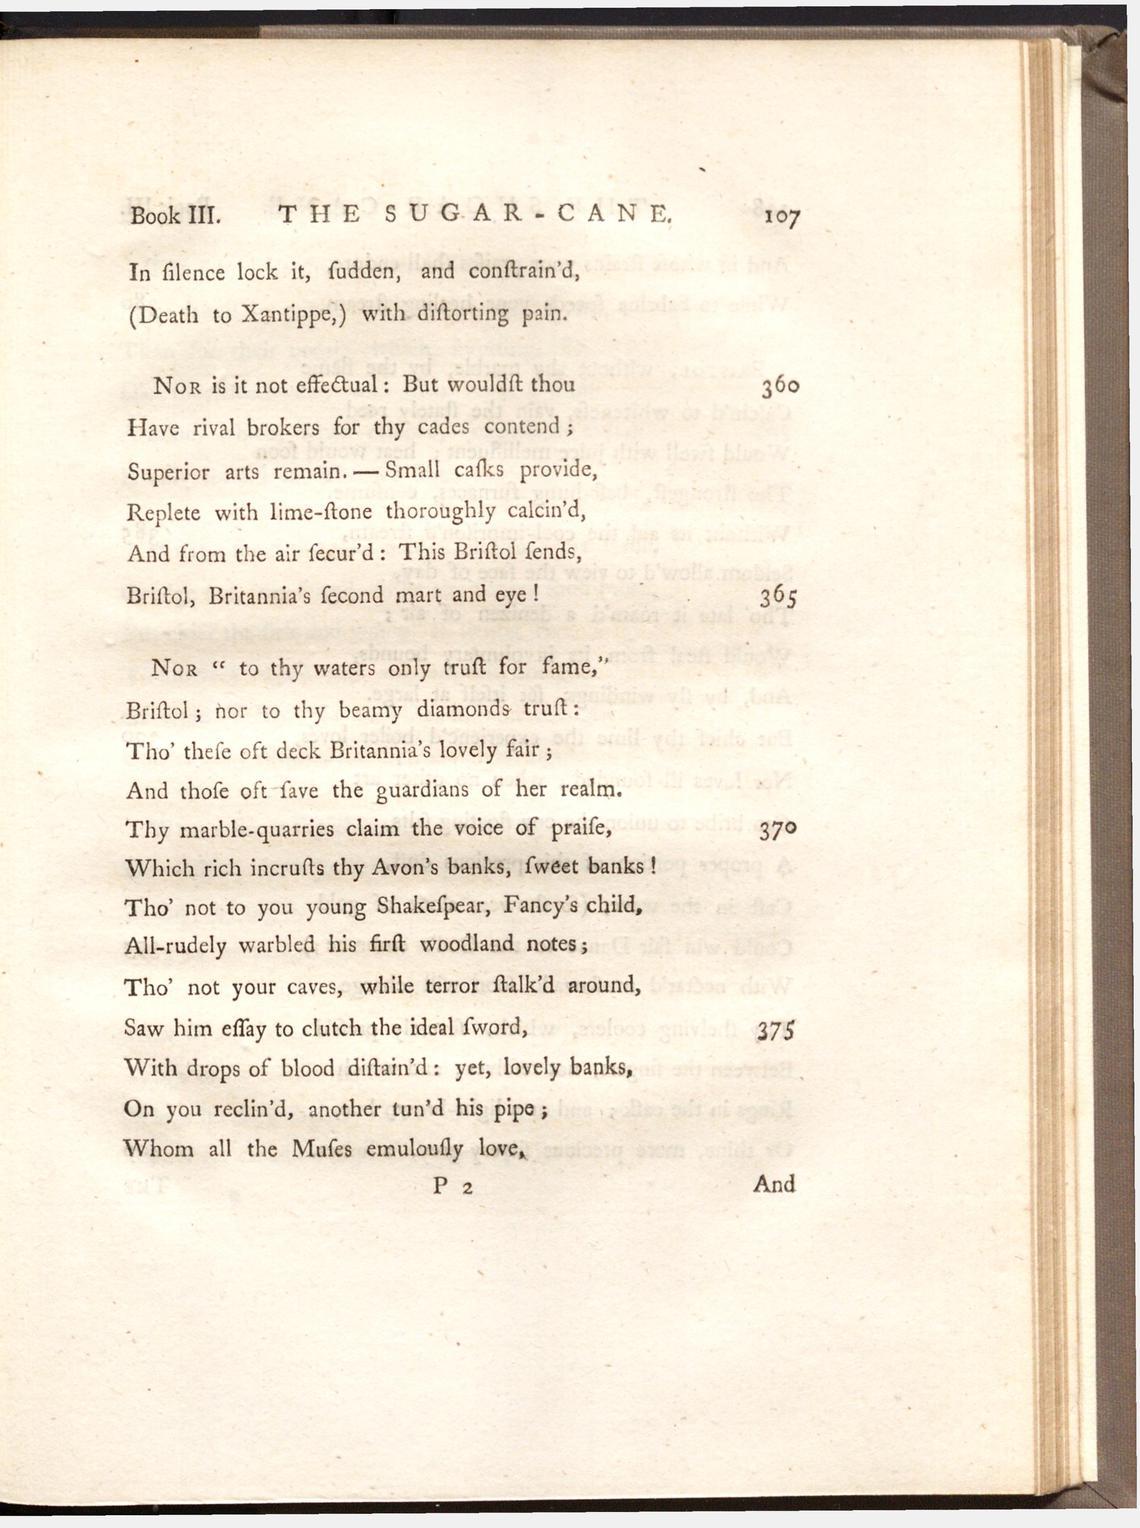 Book III. THE SUGAR-CANE. 107
In ſilence lock it, ſudden, and conſtrain'd,
(Death to Xantippe,) with diſtorting pain.
NOR is it not effectual: But wouldſt thou 360
Have rival brokers for thy cades contend;
Superior arts remain.—Small caſks provide,
Replete with lime-ſtone thoroughly calcin'd,
And from the air ſecur'd: This Briſtol ſends,
Briſtol, Britannia's ſecond mart and eye! 365
NOR “ to thy waters only truſt for fame,”
Briſtol; nor to thy beamy diamonds truſt:
Tho' theſe oft deck Britannia's lovely fair;
And thoſe oft ſave the guardians of her realm.
Thy marble-quarries claim the voice of praiſe, 370
Which rich incruſts thy Avon's banks, ſweet banks!
Tho' not to you young Shakeſpear, Fancy's child,
All-rudely warbled his firſt woodland notes;
Tho' not your caves, while terror ſtalk'd around,
Saw him eſſay to clutch the ideal ſword, 375
With drops of blood diſtain'd: yet, lovely banks,
On you reclin'd, another tun'd his pipe;
Whom all the Muſes emulouſly love,
P 2 And